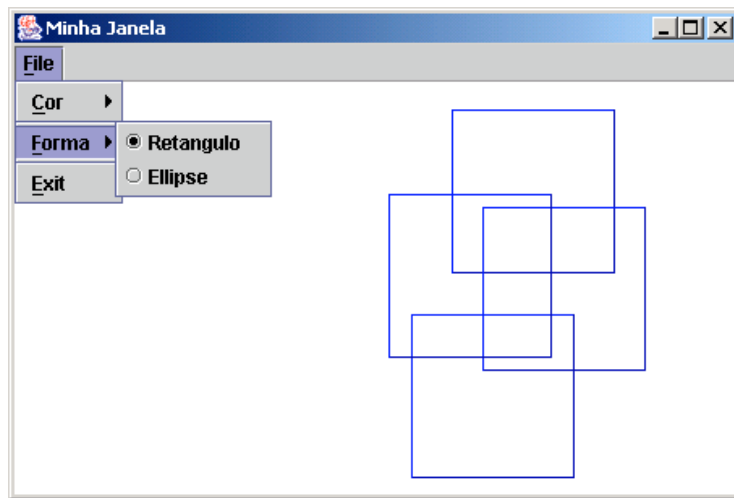 Minha Janela
File
Cor
Forma
Retangulo
Ellipse
Exit